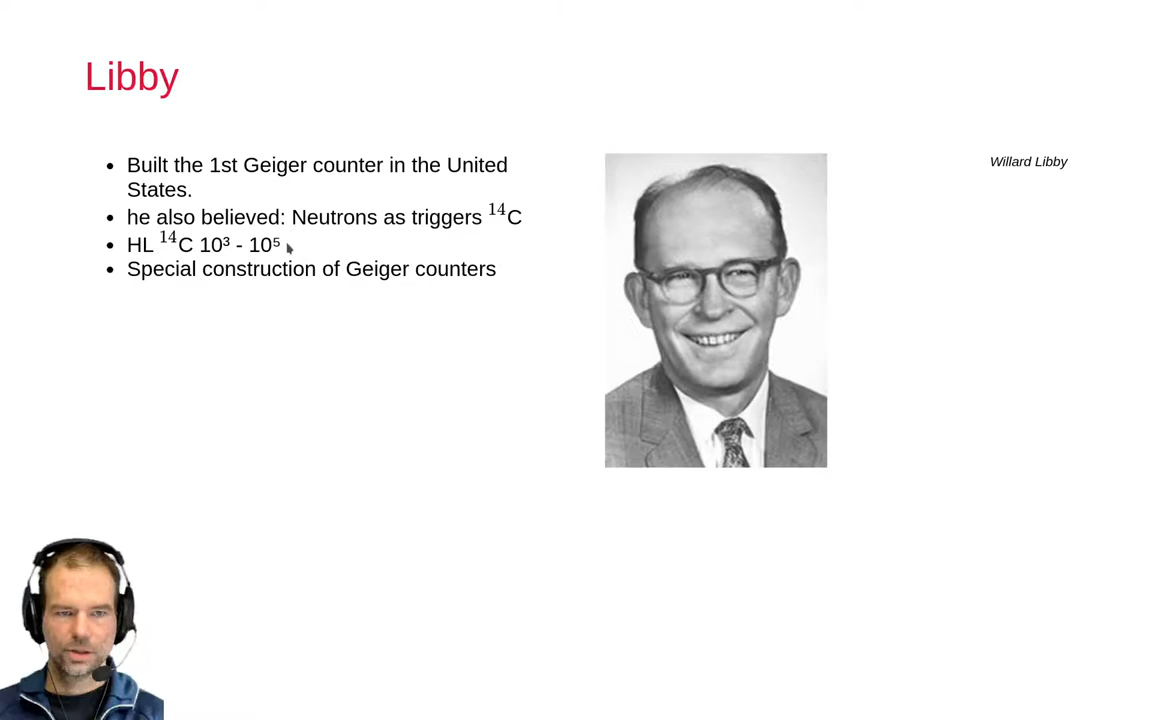 Libby
• Built the 1st Geiger counter in the United
States.
• he also believed: Neutrons as triggers ¹⁴C
• HL ¹⁴C 10³ - 10⁵
• Special construction of Geiger counters
Willard Libby